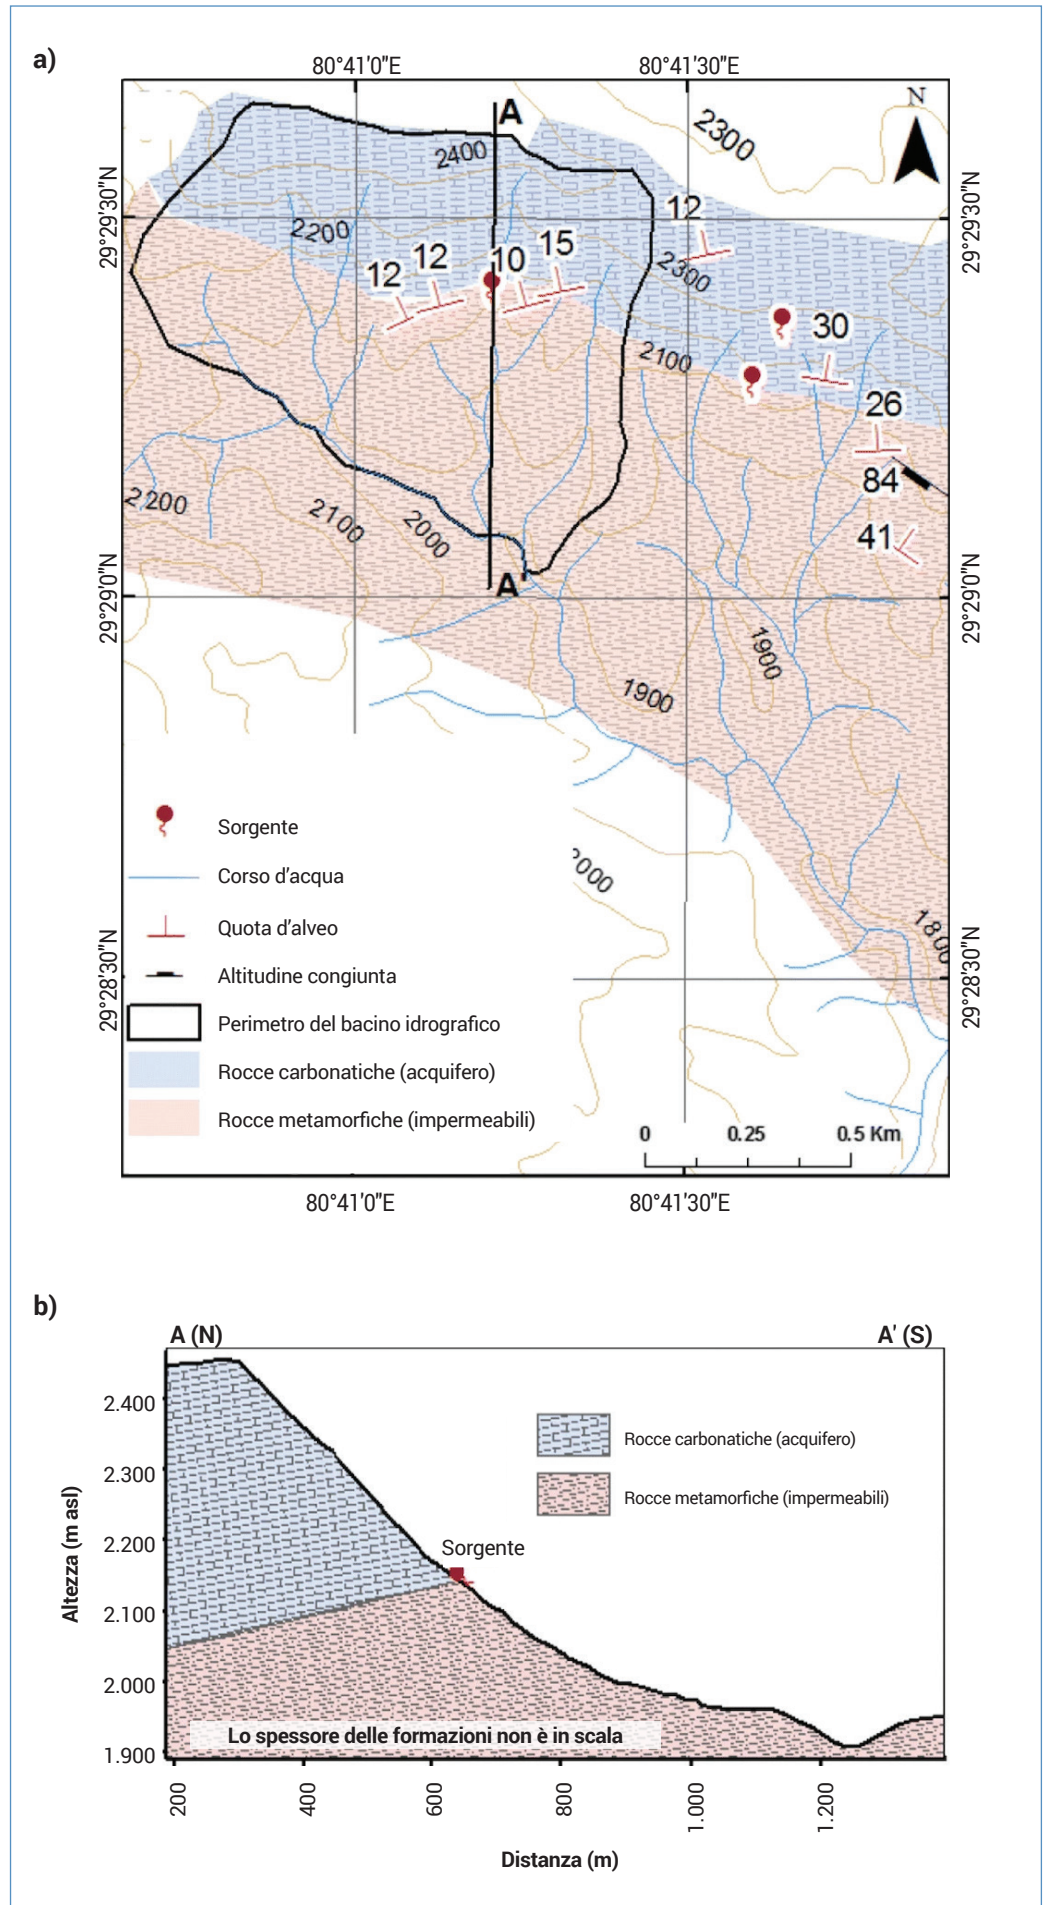 a)
80°41'0"E
80°41'30"E
A
N
2300
2400
29°29'30"N
29°29'30"N
12
2200
15
12
10
12
2300
30
2100
26
84
2200
2100
2000
41
A'
29°29'0"N
29°29'0"N
1900
1900
Sorgente
Corso d'acqua
2000
Quota d'alveo
1800
Altitudine congiunta
29°28'30"N
29°28'30"N
Perimetro del bacino idrografico
Rocce carbonatiche (acquifero)
Rocce metamorfiche (impermeabili)
0 0.25 0.5 Km
80°41'0"E
80°41'30"E
b)
A (N)
A' (S)
2.400
Rocce carbonatiche (acquifero)
2.300
Rocce metamorfiche (impermeabili)
2.200
Sorgente
Altezza (m asl)
2.100
2.000
Lo spessore delle formazioni non è in scala
1.900
200 400 600 800 1.000 1.200
Distanza (m)